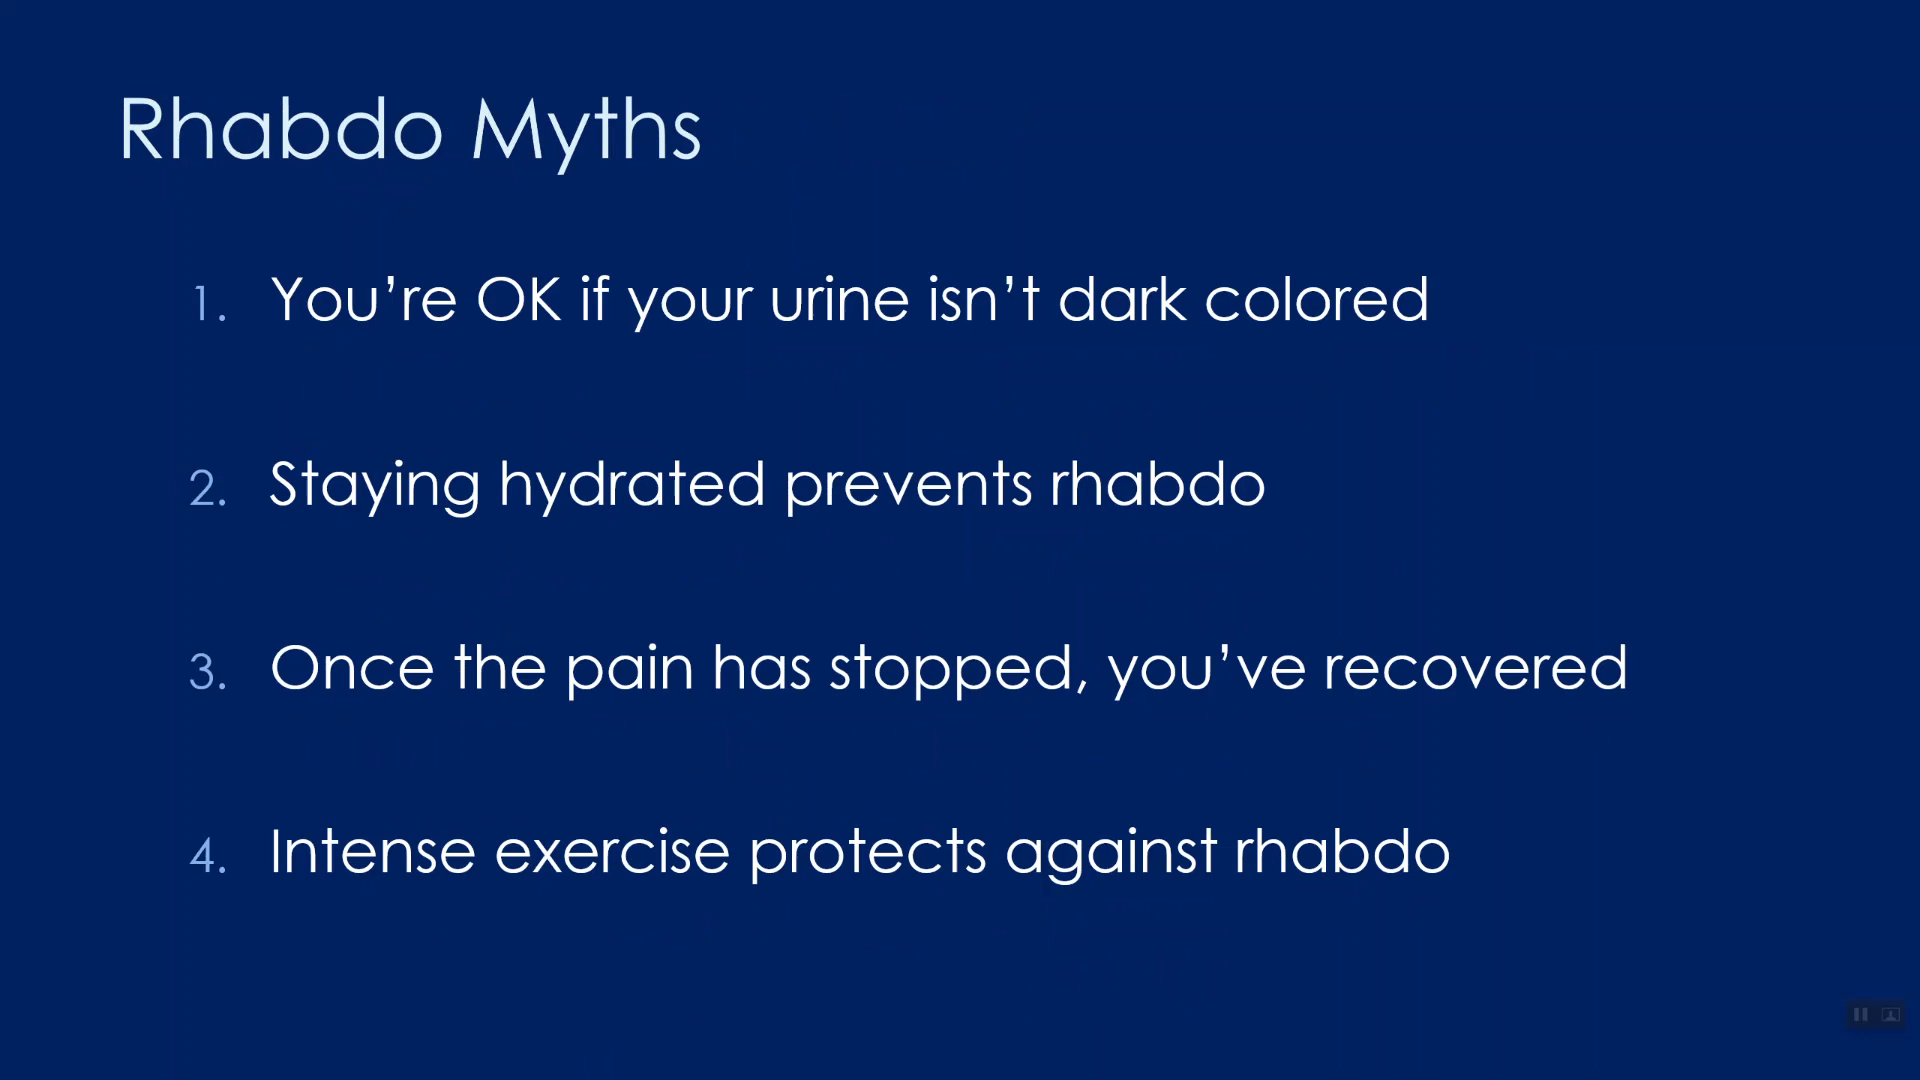 Rhabdo Myths
1. You’re OK if your urine isn’t dark colored
2. Staying hydrated prevents rhabdo
3. Once the pain has stopped, you’ve recovered
4. Intense exercise protects against rhabdo